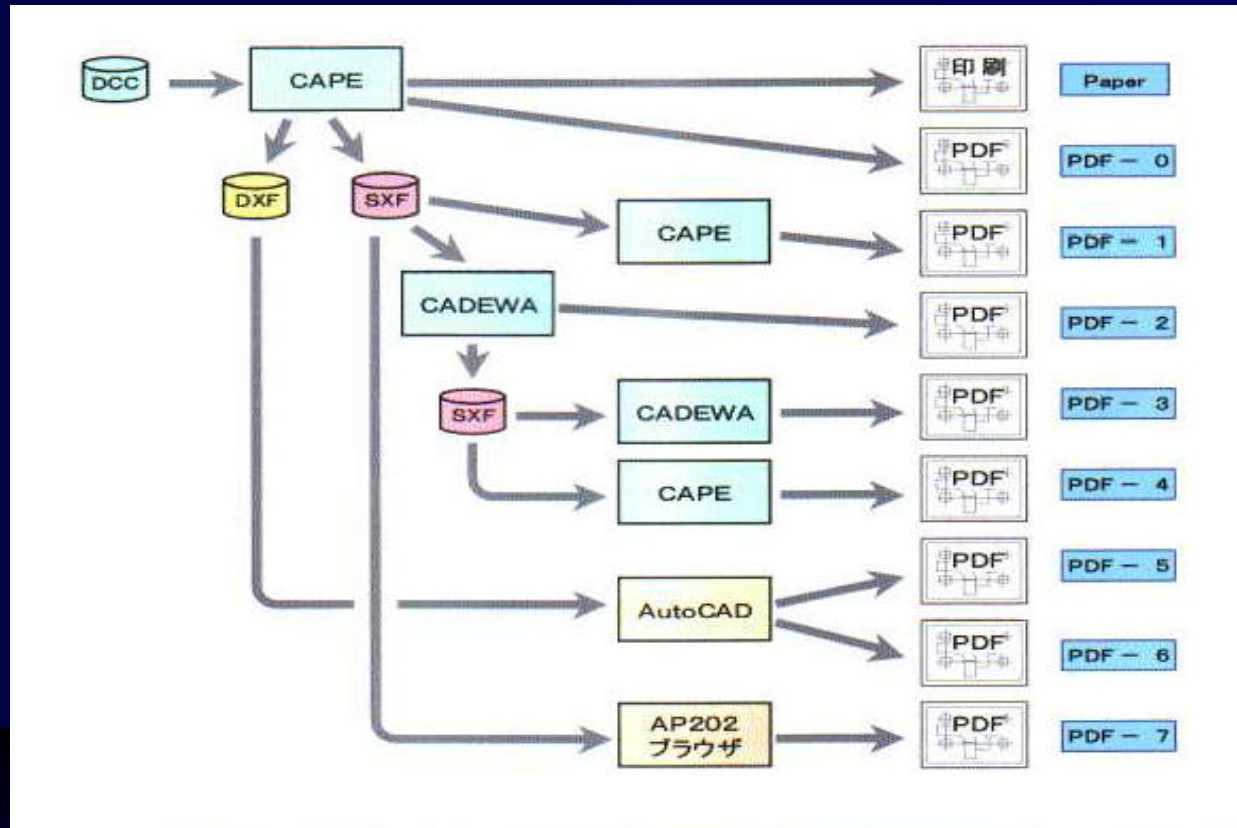 DCC
CAPE
印刷
Paper
PDF
PDF - 0
DXF
SXF
CAPE
PDF
PDF - 1
CADEWA
PDF
PDF - 2
SXF
CADEWA
PDF
PDF - 3
CAPE
PDF
PDF - 4
AutoCAD
PDF
PDF - 5
PDF
PDF - 6
AP202
ブラウザ
PDF
PDF - 7